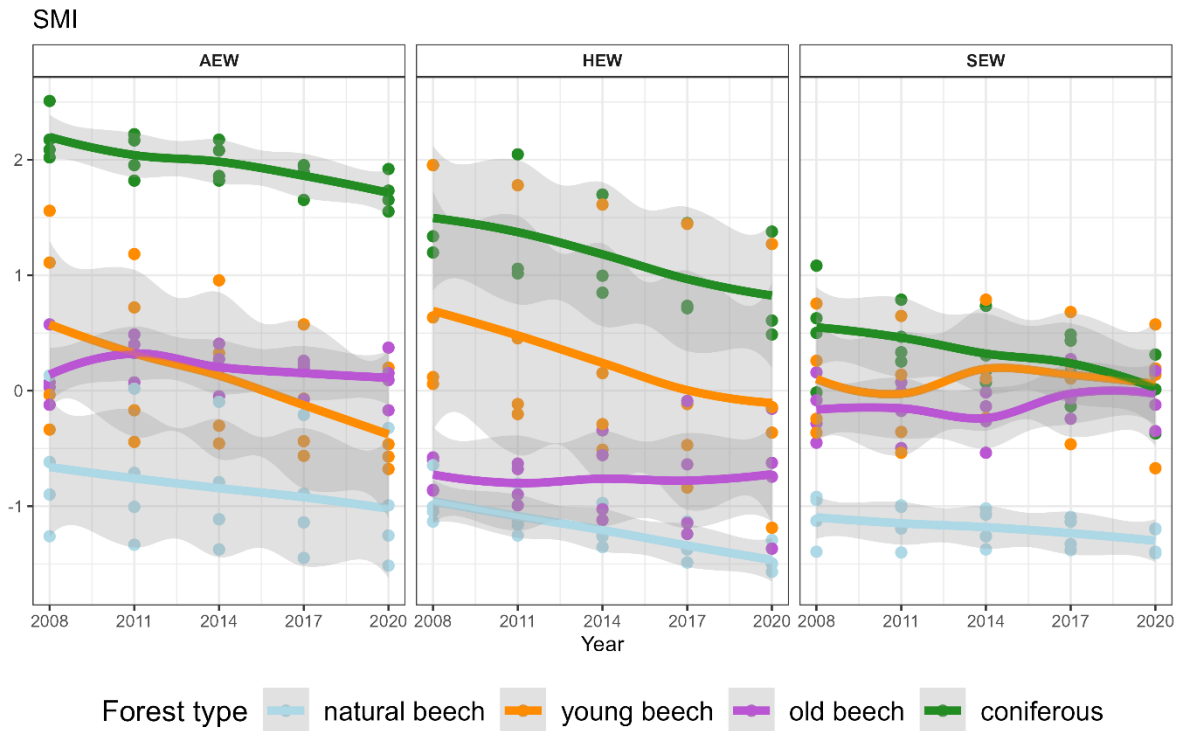 SMI
AEW HEW SEW
2
1
0
-1
2008 2011 2014 2017 2020 2008 2011 2014 2017 2020 2008 2011 2014 2017 2020
Year
Forest type natural beech young beech old beech coniferous